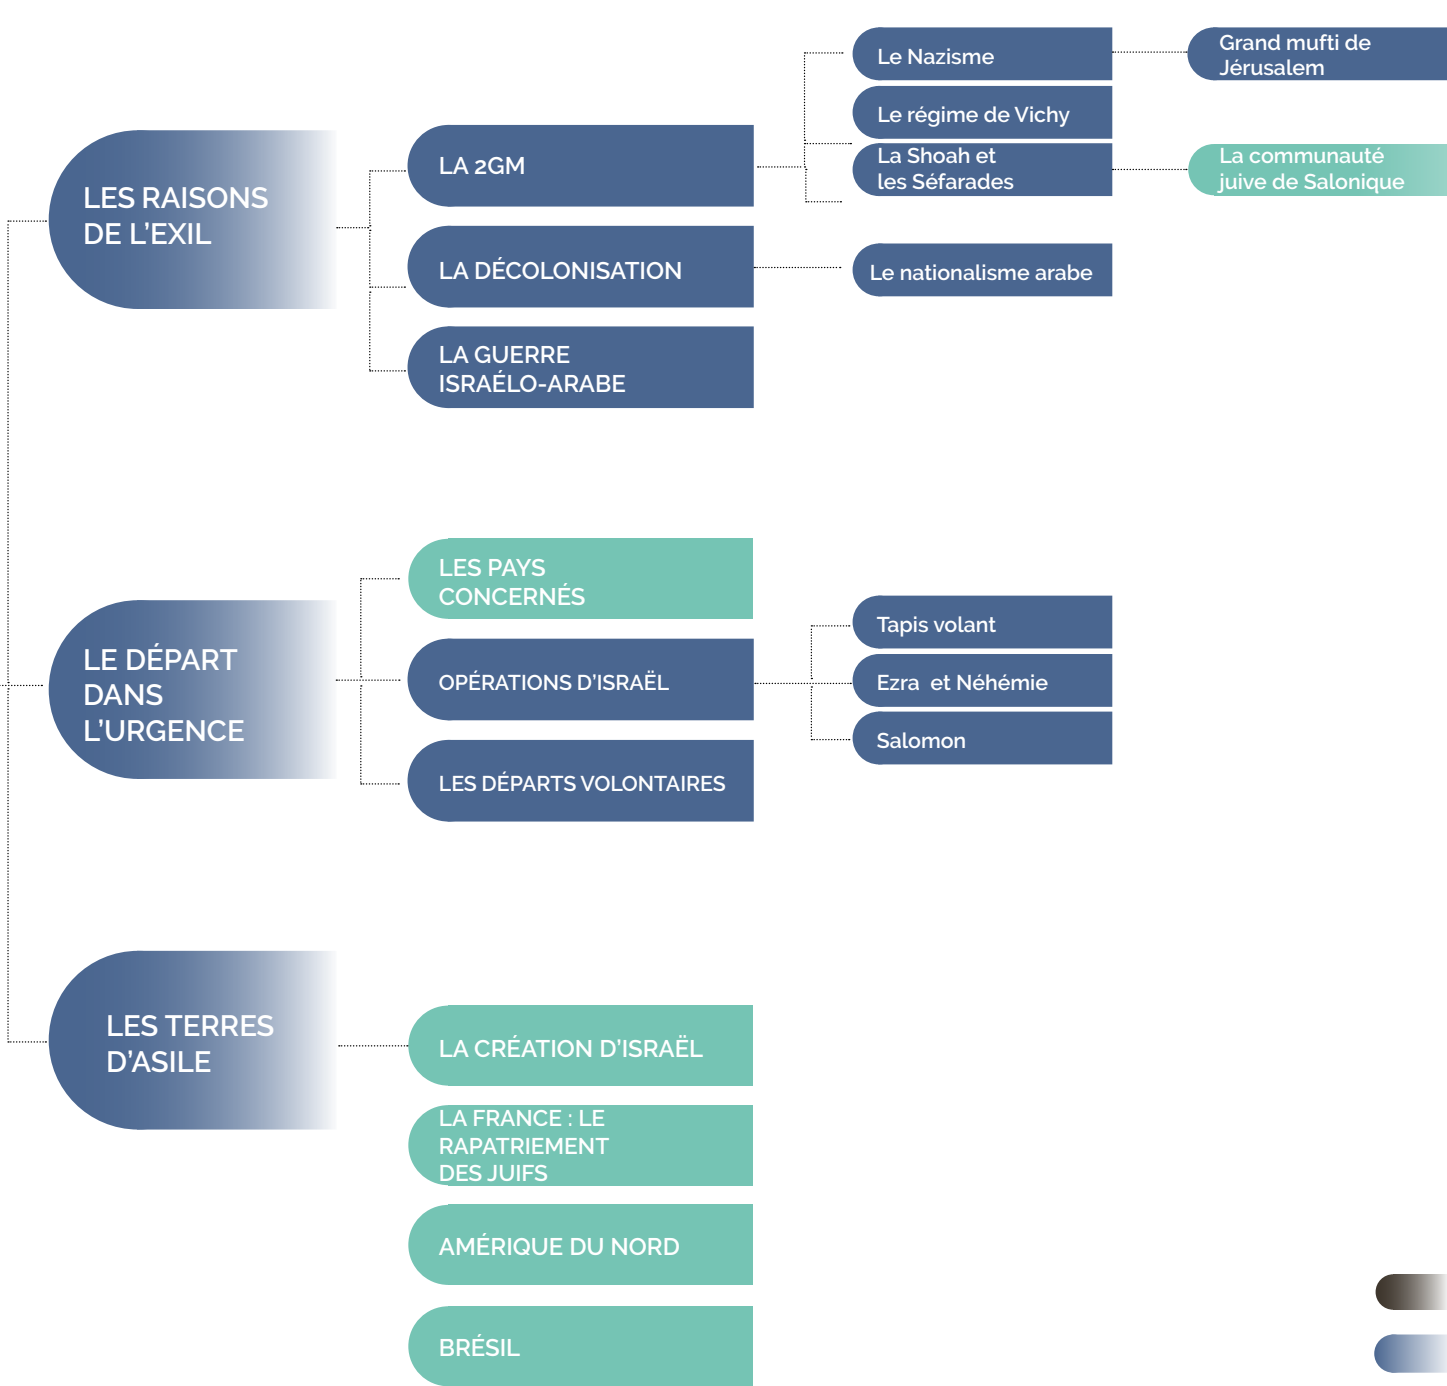 LES RAISONS
DE L'EXIL
LA 2GM
Le Nazisme
Grand mufti de
Jérusalem
Le régime de Vichy
La Shoah et
les Séfarades
La communauté
juive de Salonique
LA DÉCOLONISATION
Le nationalisme arabe
LA GUERRE
ISRAÉLO-ARABE
LE DÉPART
DANS
L'URGENCE
LES PAYS
CONCERNÉS
OPÉRATIONS D'ISRAËL
Tapis volant
Ezra et Néhémie
Salomon
LES DÉPARTS VOLONTAIRES
LES TERRES
D'ASILE
LA CRÉATION D'ISRAËL
LA FRANCE : LE
RAPATRIEMENT
DES JUIFS
AMÉRIQUE DU NORD
BRÉSIL